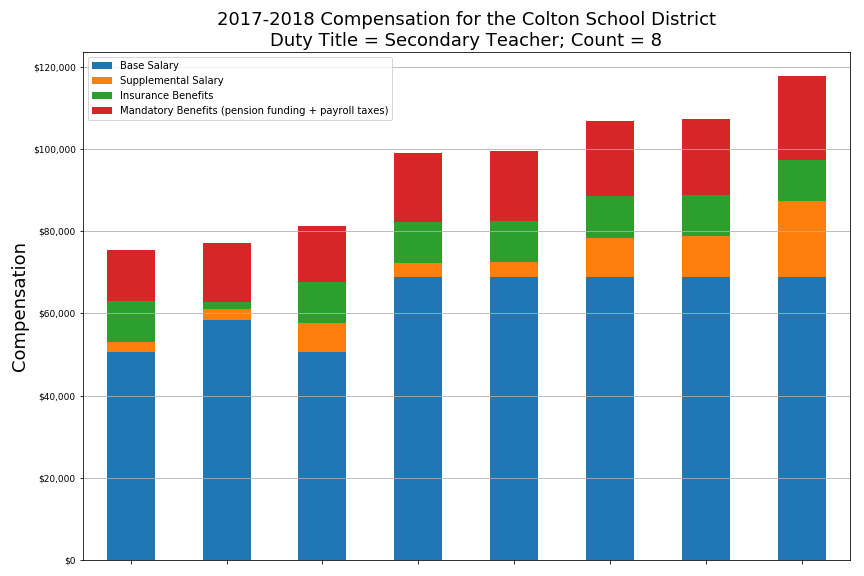 2017-2018 Compensation for the Colton School District
Duty Title = Secondary Teacher; Count = 8
Base Salary
Supplemental Salary
Insurance Benefits
Mandatory Benefits (pension funding + payroll taxes)
$120,000
$100,000
$80,000
$60,000
$40,000
$20,000
$0
Compensation